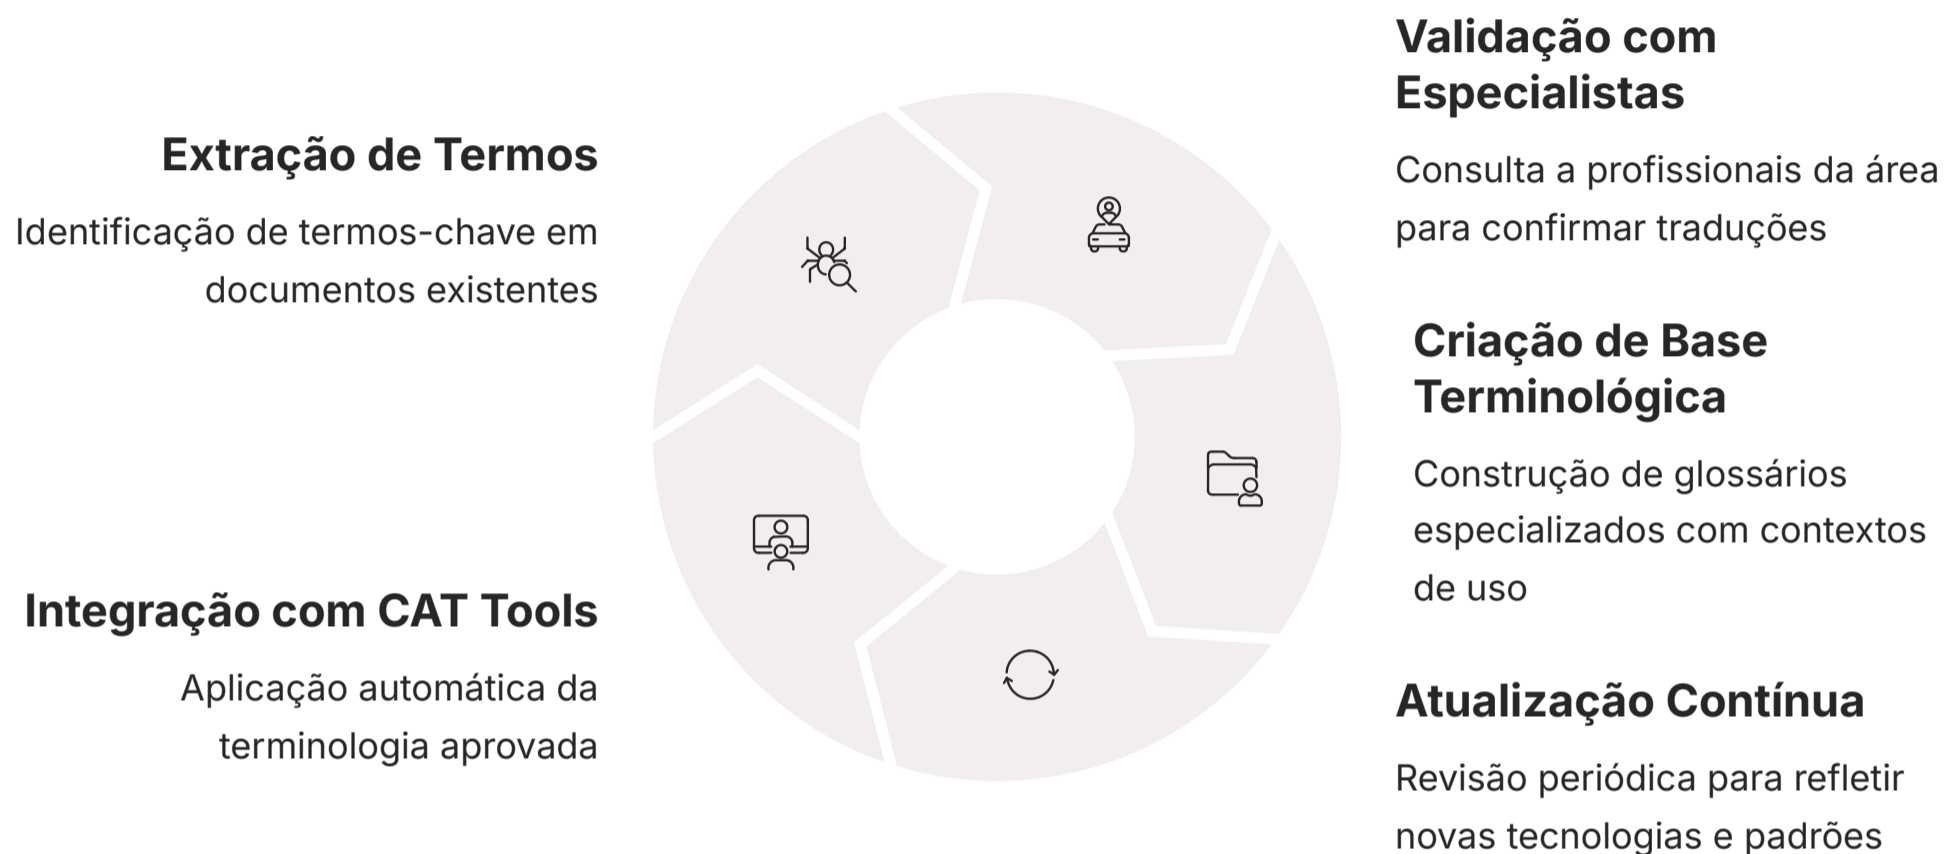 Extração de Termos
Identificação de termos-chave em
documentos existentes
Validação com
Especialistas
Consulta a profissionais da área
para confirmar traduções
Criação de Base
Terminológica
Construção de glossários
especializados com contextos
de uso
Atualização Contínua
Revisão periódica para refletir
novas tecnologias e padrões
Integração com CAT Tools
Aplicação automática da
terminologia aprovada